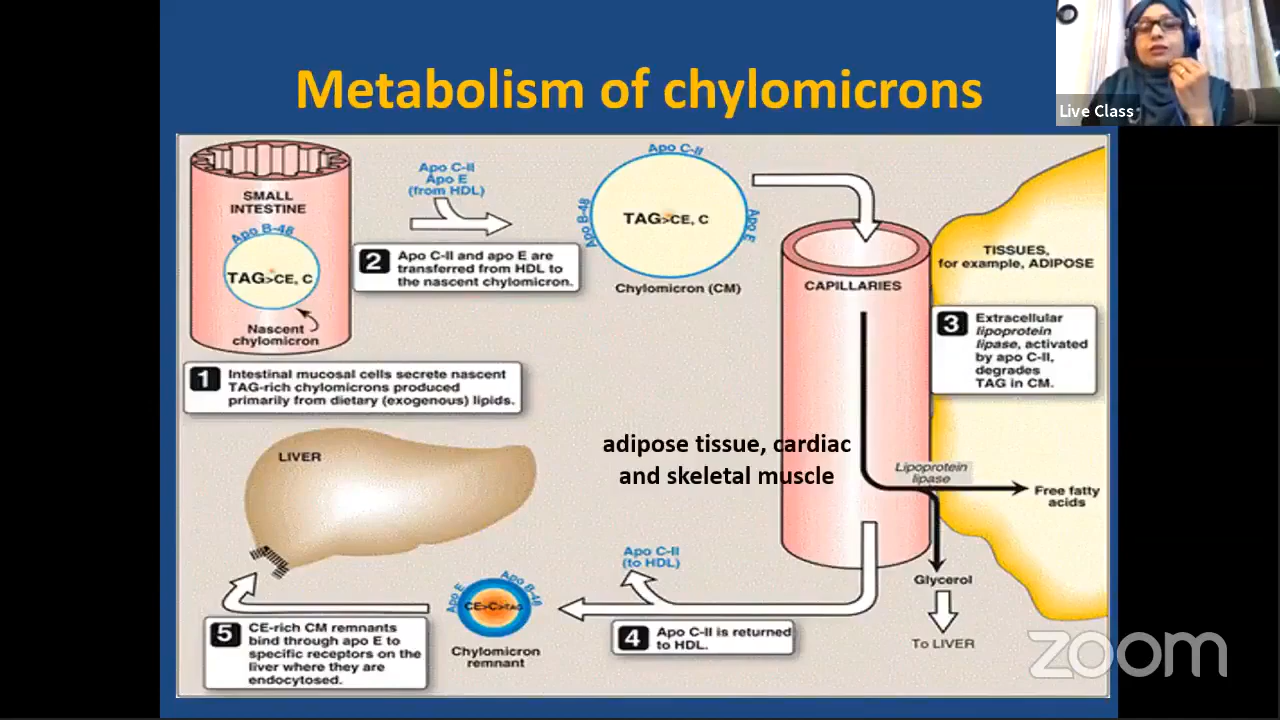 Metabolism of chylomicrons
Live Class
SMALL
INTESTINE
Apo B-48
TAG>CE, C
Nascent
chylomicron
Apo C-II
Apo E
(from HDL)
2 Apo C-II and apo E are
transferred from HDL to
the nascent chylomicron.
Apo C-II
Apo B-48
TAG>CE, C
Apo E
Chylomicron (CM)
CAPILLARIES
TISSUES,
for example, ADIPOSE
3 Extracellular
lipoprotein
lipase, activated
by apo C-II,
degrades
TAG in CM.
1 Intestinal mucosal cells secrete nascent
TAG-rich chylomicrons produced
primarily from dietary (exogenous) lipids.
adipose tissue, cardiac
and skeletal muscle
LIVER
Lipoprotein
lipase
Free fatty
acids
Glycerol
To LIVER
Apo C-II
(to HDL)
4 Apo C-II is returned
to HDL.
Apo E
Apo B-48
CE>C>TAG
Chylomicron
remnant
5 CE-rich CM remnants
bind through apo E to
specific receptors on the
liver where they are
endocytosed.
zoom